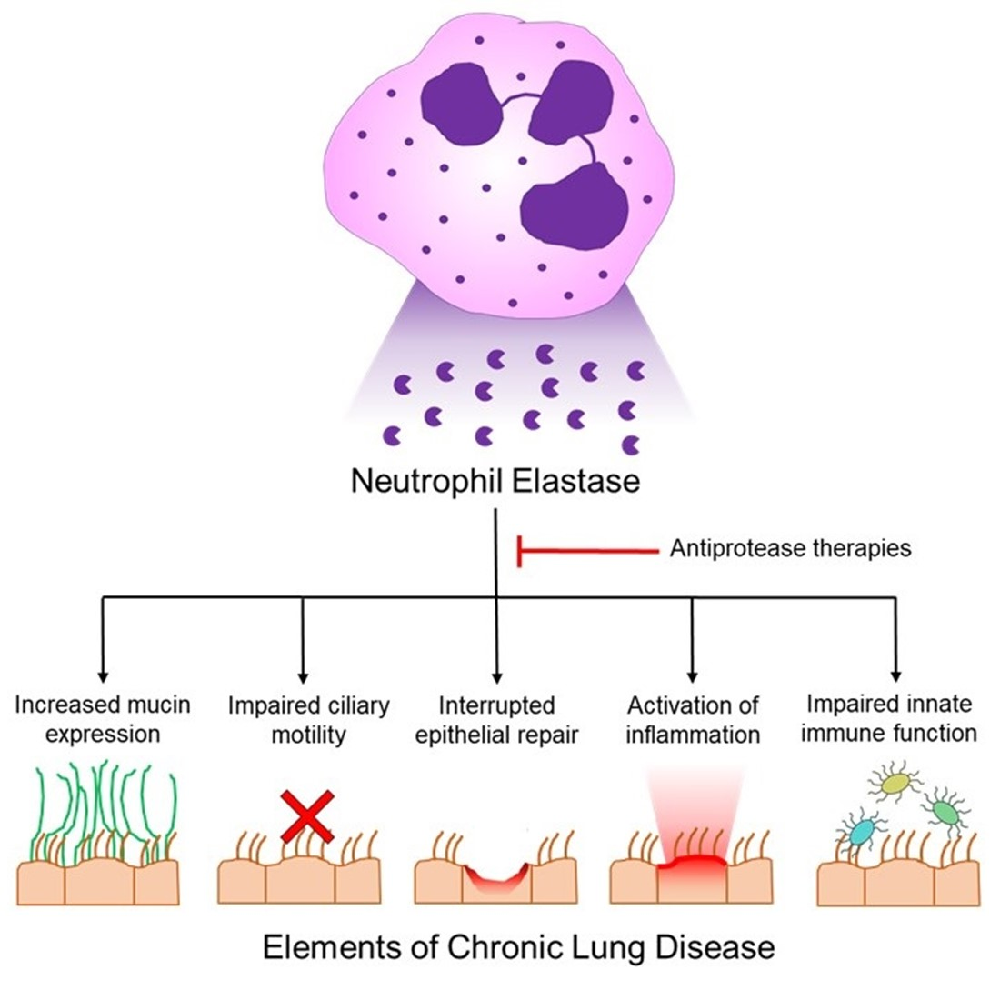 Neutrophil Elastase
Antiprotease therapies
Increased mucin
expression
Impaired ciliary
motility
Interrupted
epithelial repair
Activation of
inflammation
Impaired innate
immune function
Elements of Chronic Lung Disease